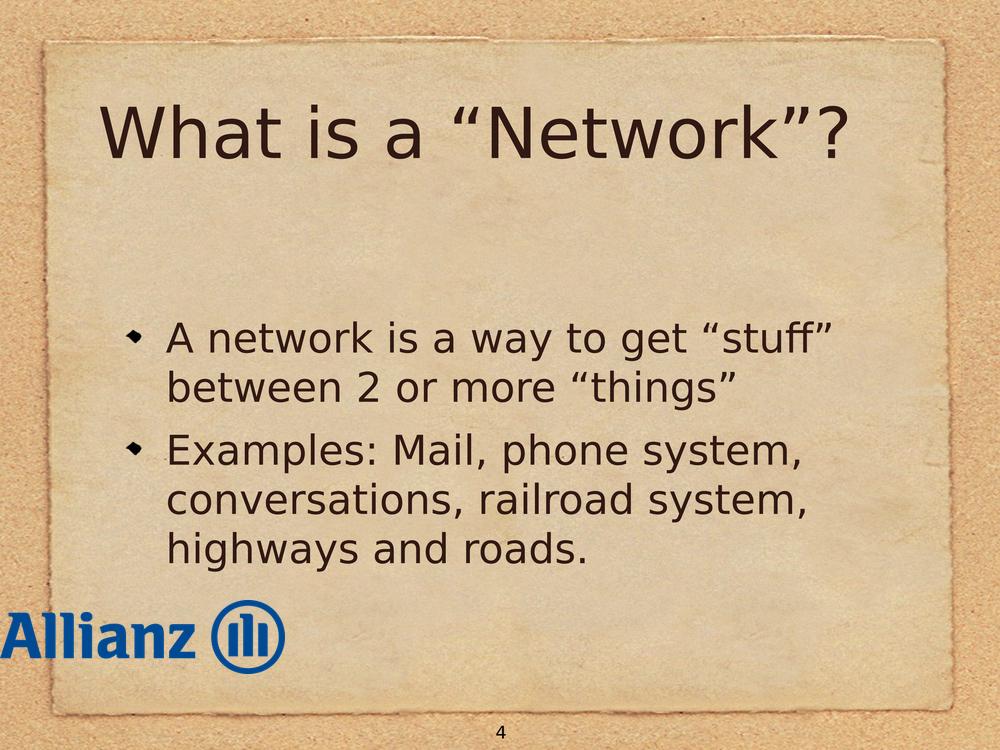 What is a “Network”?
A network is a way to get “stuff”
between 2 or more “things”
Examples: Mail, phone system,
conversations, railroad system,
highways and roads.
Allianz
4